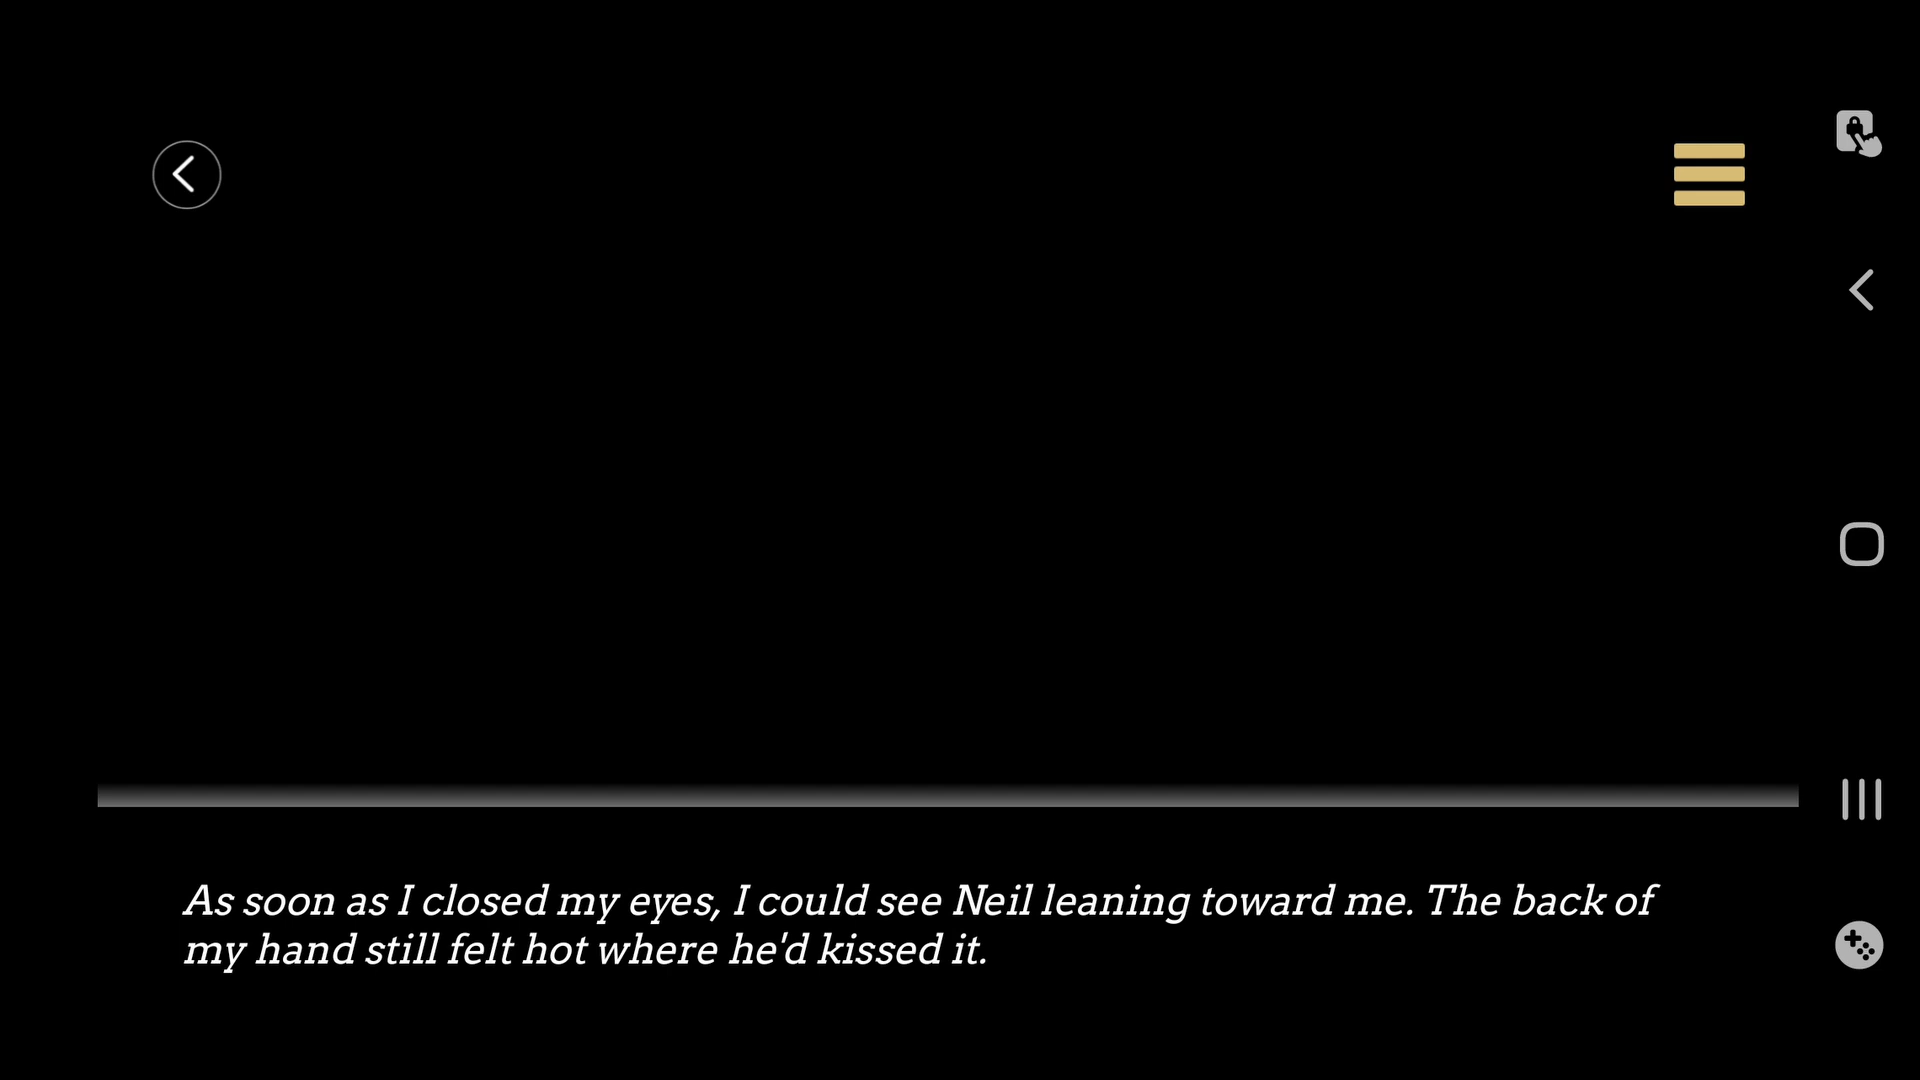 As soon as I closed my eyes, I could see Neil leaning toward me. The back of
my hand still felt hot where he'd kissed it.